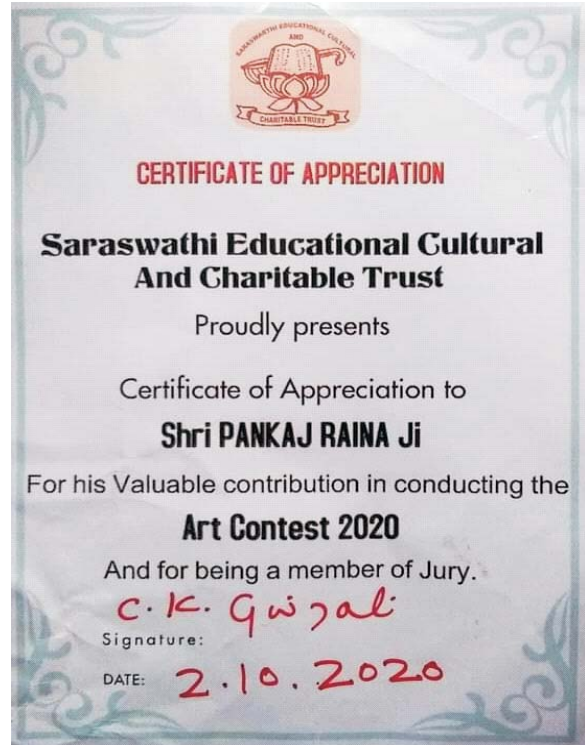 SARASWANTHI EDUCATIONAL CULTURAL
AND
CHARITABLE TRUST
CERTIFICATE OF APPRECIATION
Saraswathi Educational Cultural
And Charitable Trust
Proudly presents
Certificate of Appreciation to
Shri PANKAJ RAINA Ji
For his Valuable contribution in conducting the
Art Contest 2020
And for being a member of Jury.
C. K.
Signature:
DATE: 2.10.2020